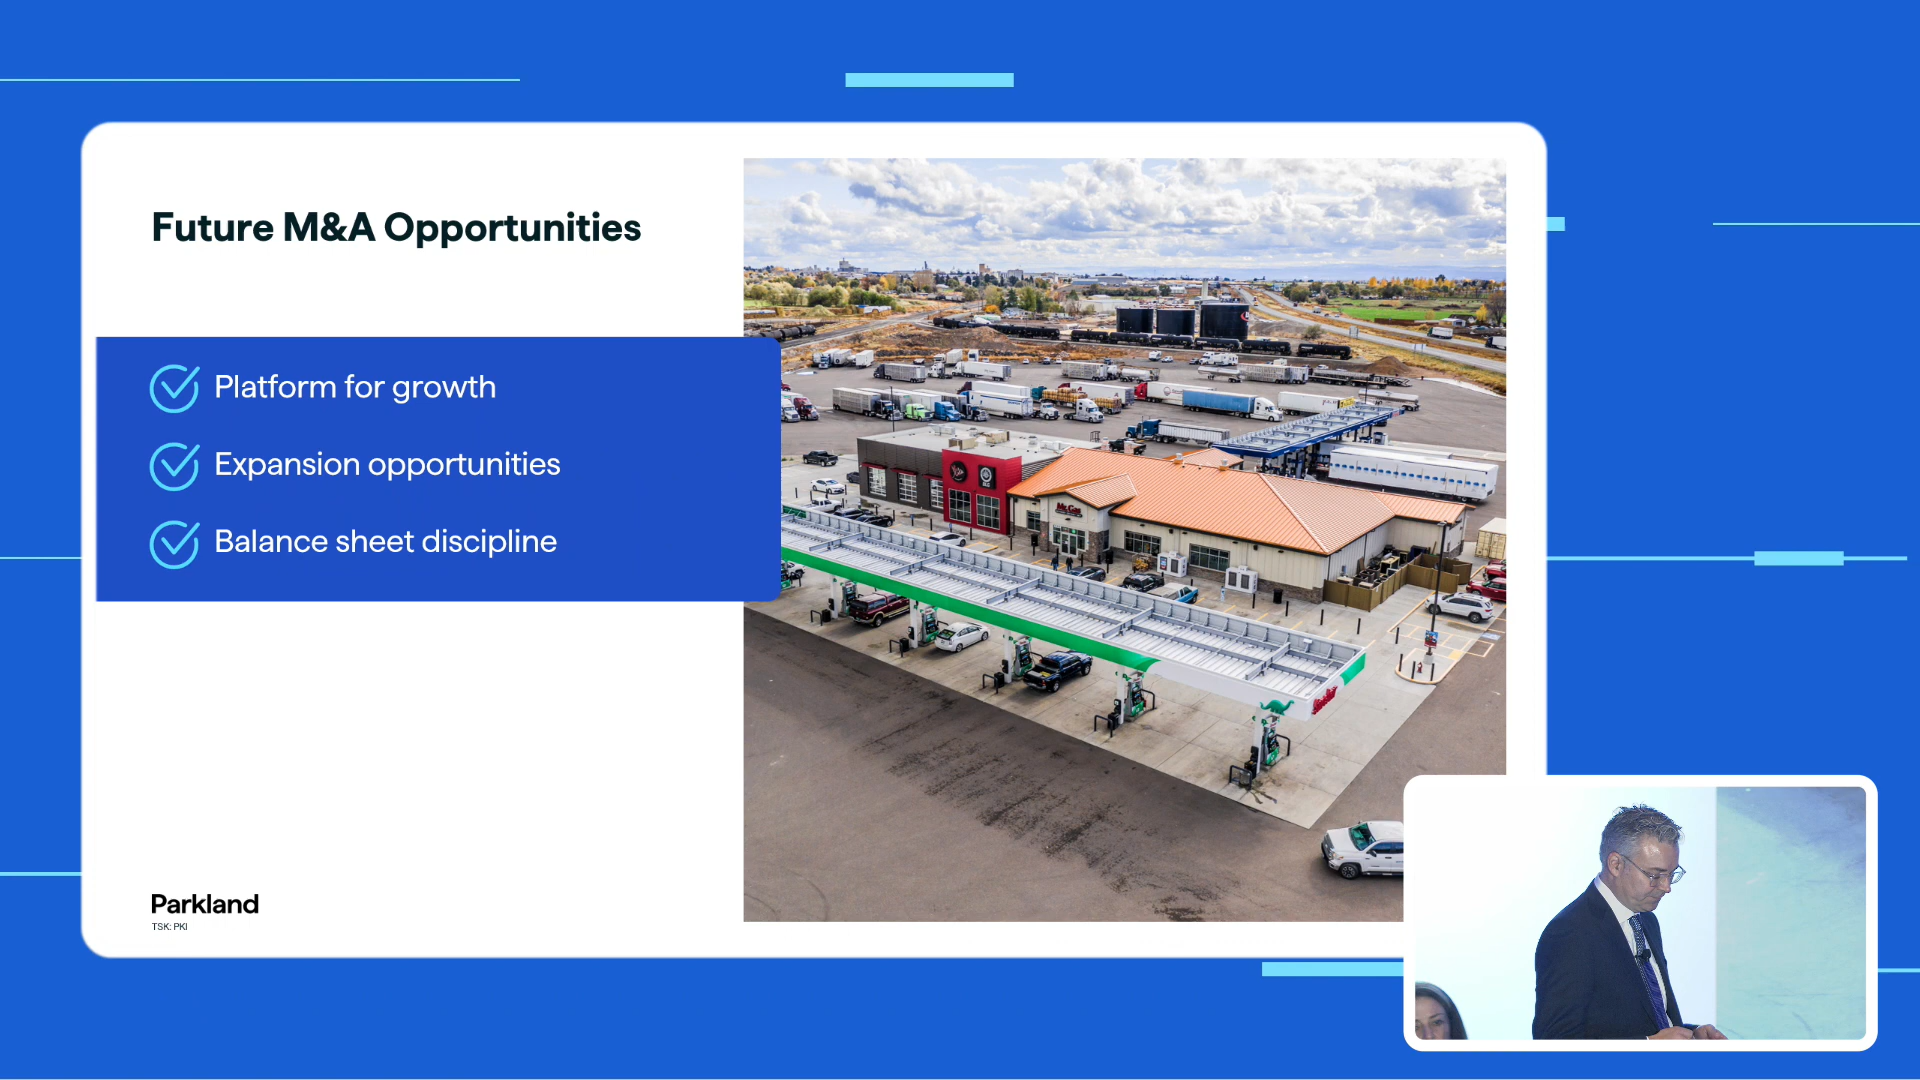 Future M&A Opportunities
Platform for growth
Expansion opportunities
Balance sheet discipline
Parkland
TSK: PKI